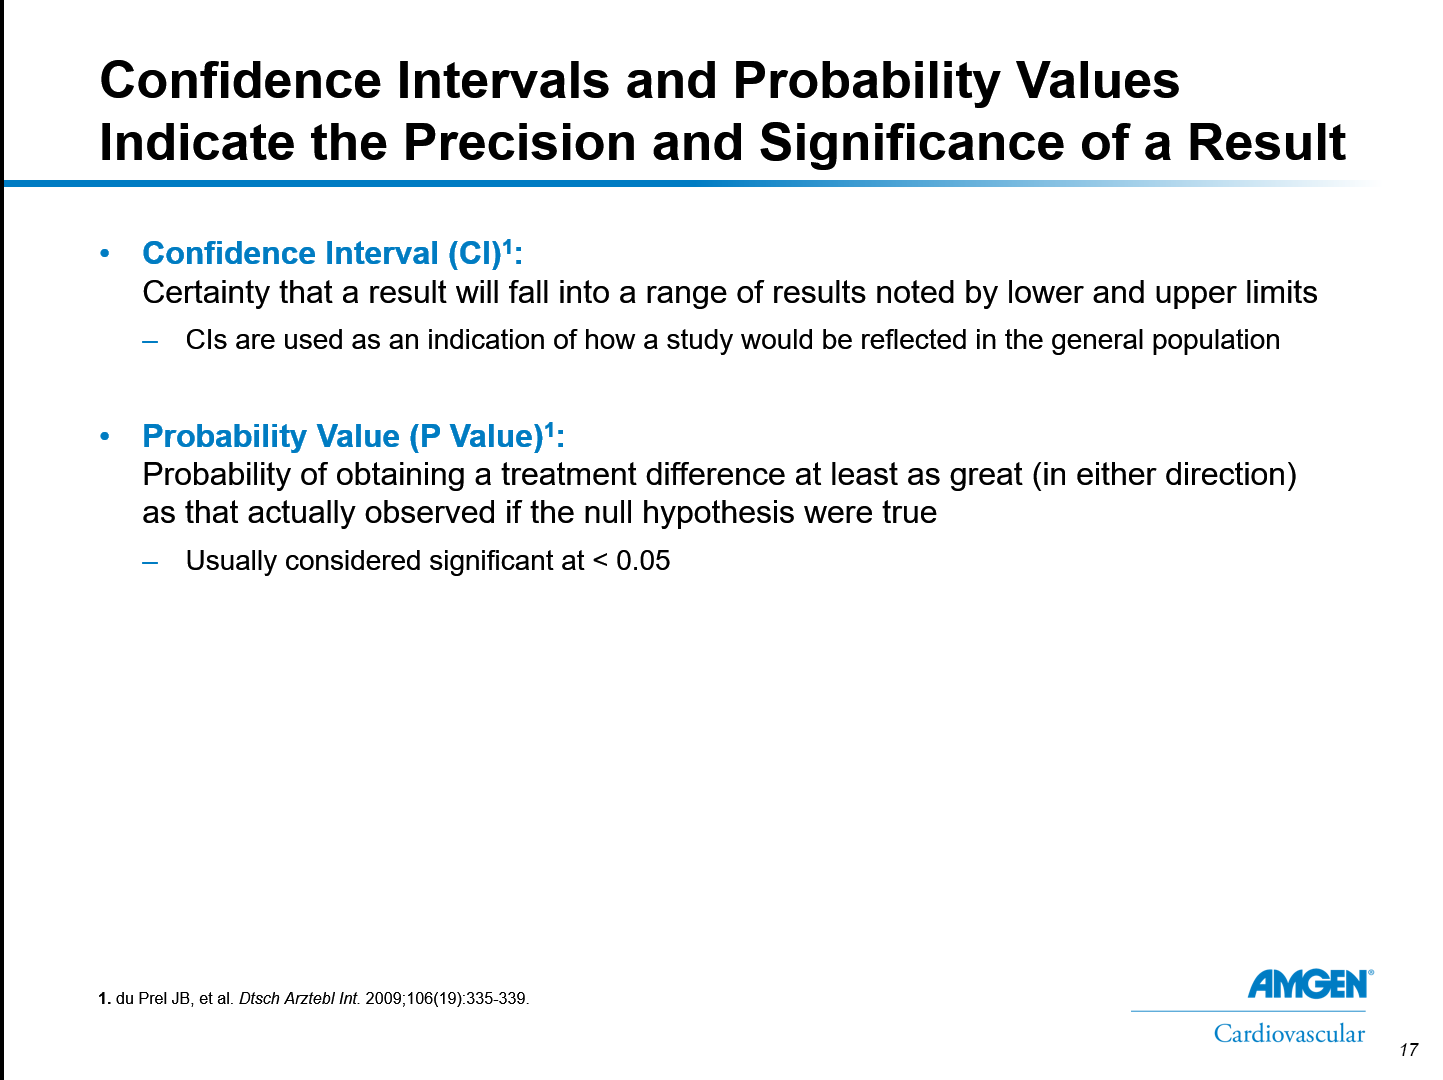 Confidence Intervals and Probability Values
Indicate the Precision and Significance of a Result
• Confidence Interval (CI)¹:
Certainty that a result will fall into a range of results noted by lower and upper limits
– CIs are used as an indication of how a study would be reflected in the general population
• Probability Value (P Value)¹:
Probability of obtaining a treatment difference at least as great (in either direction)
as that actually observed if the null hypothesis were true
– Usually considered significant at < 0.05
1. du Prel JB, et al. Dtsch Arztebl Int. 2009;106(19):335-339.
AMGEN®
Cardiovascular
17